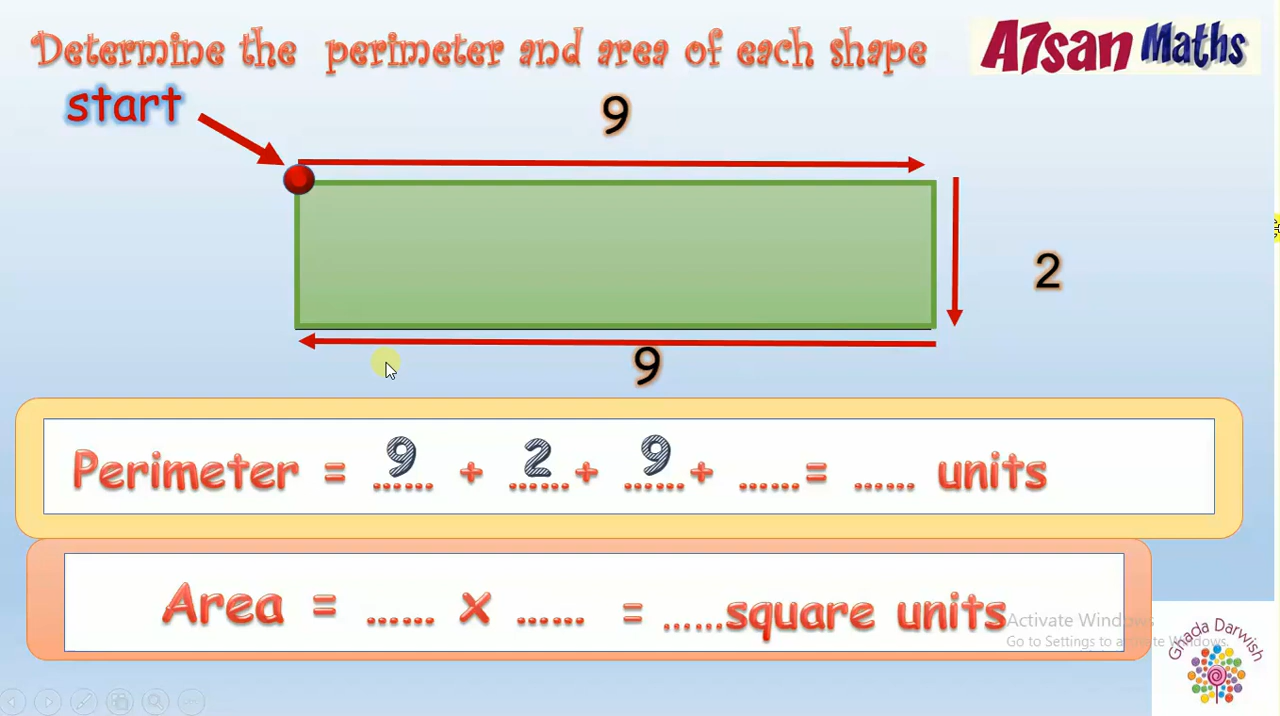 Determine the perimeter and area of each shape
A7san Maths
start
9
2
9
Perimeter = 9 + 2 + 9 + ...... = ...... units
Area = ...... x ...... = ......square units
Activate Windows
Go to Settings to activate Windows.
Ghada Darwish